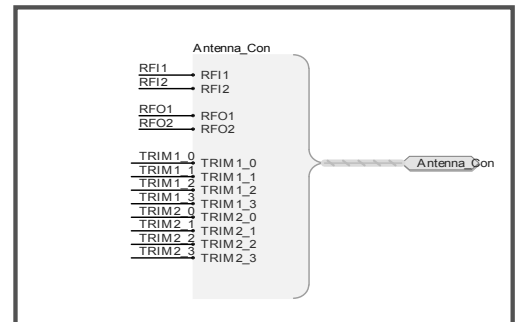 Antenna_Con
RFI1 RFI1
RFI2 RFI2
RFO1 RFO1
RFO2 RFO2
TRIM1_0 TRIM1_0
TRIM1_1 TRIM1_1
TRIM1_2 TRIM1_2
TRIM1_3 TRIM1_3
TRIM2_0 TRIM2_0
TRIM2_1 TRIM2_1
TRIM2_2 TRIM2_2
TRIM2_3 TRIM2_3
Antenna_Con